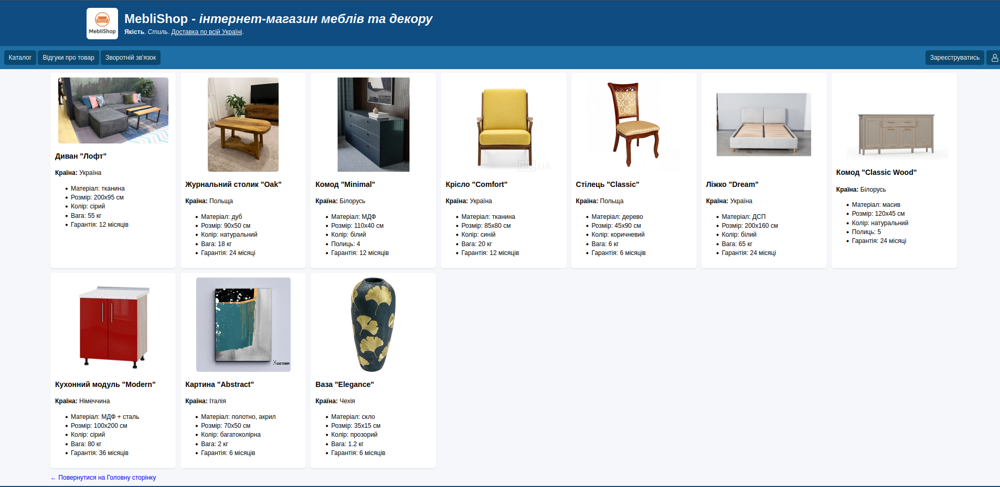 MebliShop
MebliShop - інтернет-магазин меблів та декору
Якість. Стиль. Доставка по всій Україні.
Каталог
Відгуки про товар
Зворотній зв'язок
Зареєструватись
Диван "Лофт"
Країна: Україна
Матеріал: тканина
Розмір: 200x95 см
Колір: сірий
Вага: 55 кг
Гарантія: 12 місяців
Журнальний столик "Oak"
Країна: Польща
Матеріал: дуб
Розмір: 90x50 см
Колір: натуральний
Вага: 18 кг
Гарантія: 24 місяці
Комод "Minimal"
Країна: Білорусь
Матеріал: МДФ
Розмір: 110x40 см
Колір: білий
Полиць: 4
Гарантія: 12 місяців
Крісло "Comfort"
Країна: Україна
Матеріал: тканина
Розмір: 85x80 см
Колір: синій
Вага: 20 кг
Гарантія: 12 місяців
Стілець "Classic"
Країна: Польща
Матеріал: дерево
Розмір: 45x90 см
Колір: коричневий
Вага: 6 кг
Гарантія: 6 місяців
Ліжко "Dream"
Країна: Україна
Матеріал: ДСП
Розмір: 200x160 см
Колір: білий
Вага: 65 кг
Гарантія: 24 місяці
Комод "Classic Wood"
Країна: Білорусь
Матеріал: масив
Розмір: 120x45 см
Колір: натуральний
Полиць: 5
Гарантія: 24 місяці
Кухонний модуль "Modern"
Країна: Німеччина
Матеріал: МДФ + сталь
Розмір: 100x200 см
Колір: сірий
Вага: 80 кг
Гарантія: 36 місяців
Холстович
Картина "Abstract"
Країна: Італія
Матеріал: полотно, акрил
Розмір: 70x50 см
Колір: багатоколірна
Вага: 2 кг
Гарантія: 6 місяців
Ваза "Elegance"
Країна: Чехія
Матеріал: скло
Розмір: 35x15 см
Колір: прозорий
Вага: 1.2 кг
Гарантія: 6 місяців
← Повернутися на Головну сторінку